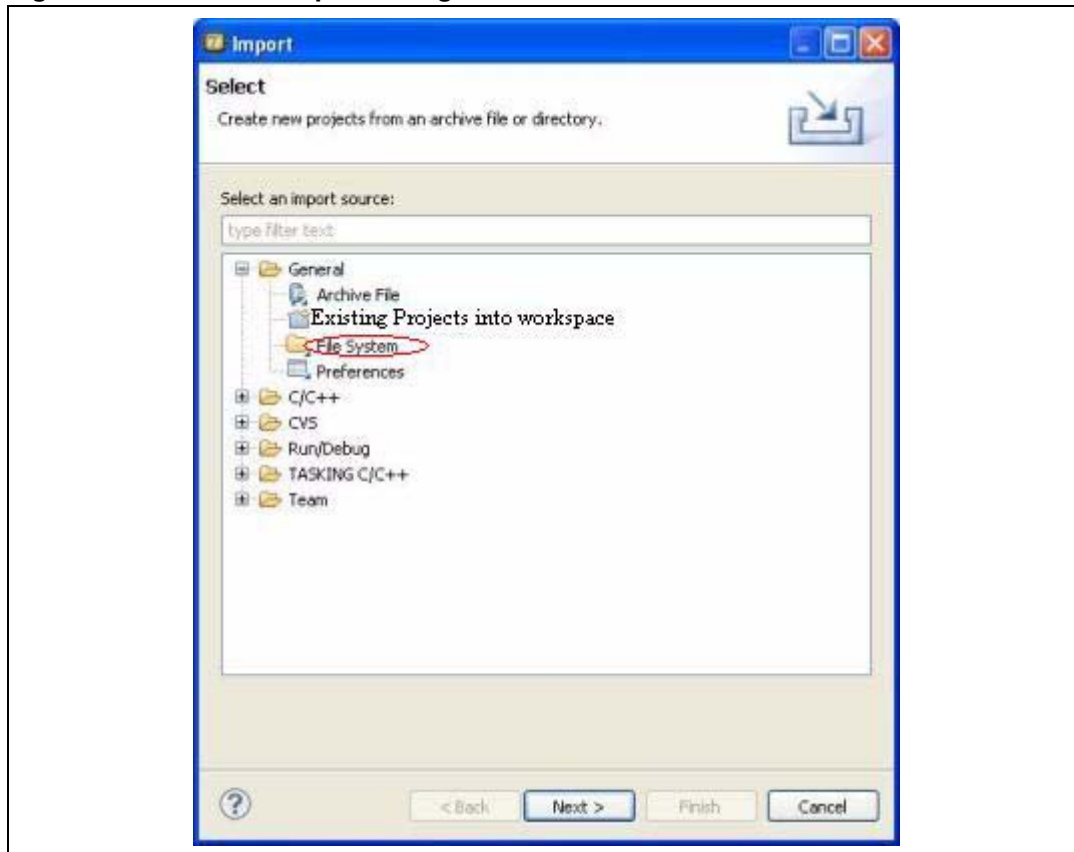 Import
Select
Create new projects from an archive file or directory.
Select an import source:
type filter text
General
Archive File
Existing Projects into workspace
File System
Preferences
C/C++
CVS
Run/Debug
TASKING C/C++
Team
< Back
Next >
Finish
Cancel